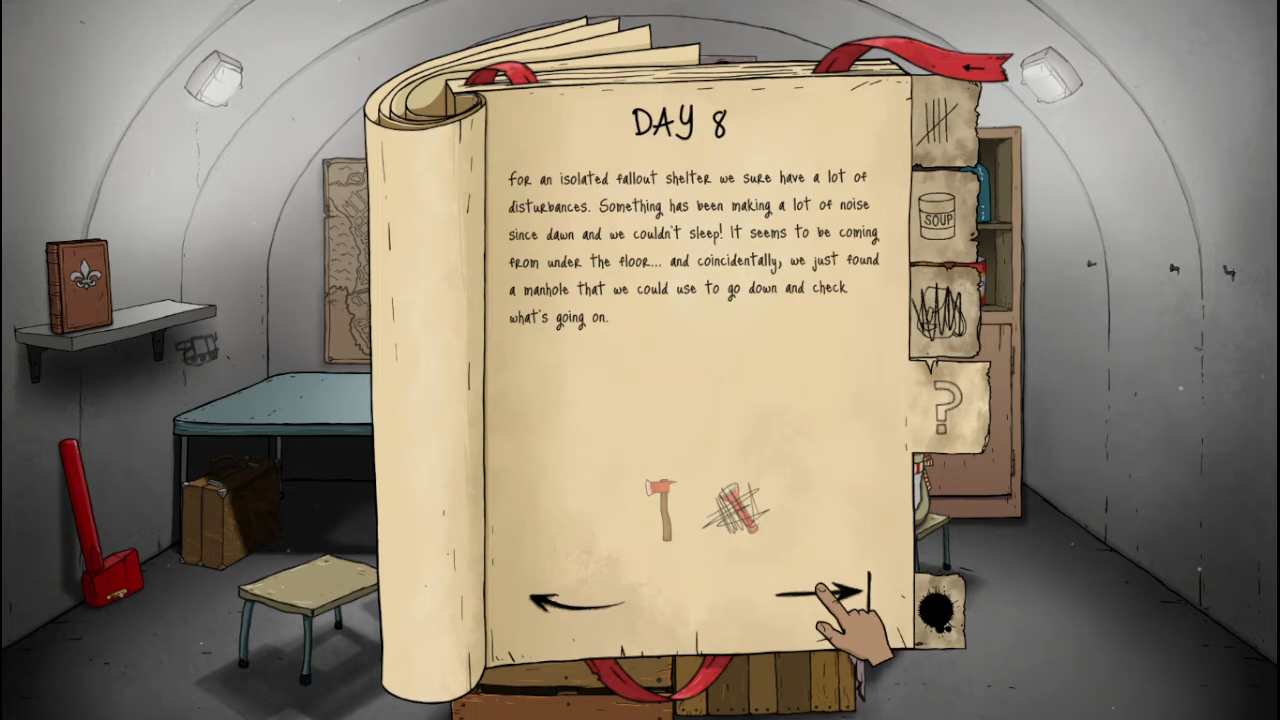 DAY 8
For an isolated fallout shelter we sure have a lot of
disturbances. Something has been making a lot of noise
since dawn and we couldn't sleep! It seems to be coming
from under the floor... and coincidentally, we just found
a manhole that we could use to go down and check
what's going on.
SOUP
?